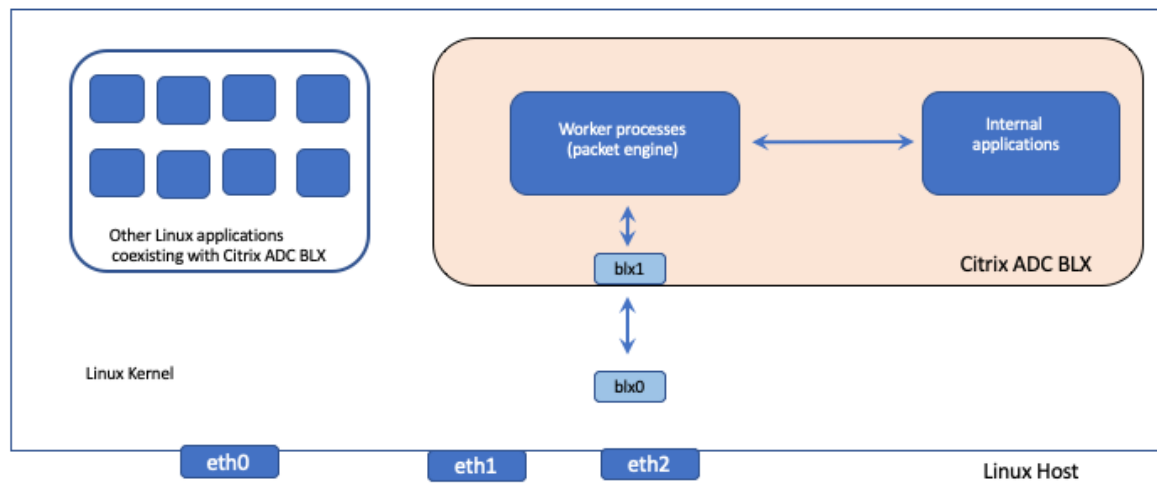 Worker processes
(packet engine)
Internal
applications
Other Linux applications
coexisting with Citrix ADC BLX
blx1
Citrix ADC BLX
Linux Kernel
blx0
eth0
eth1
eth2
Linux Host